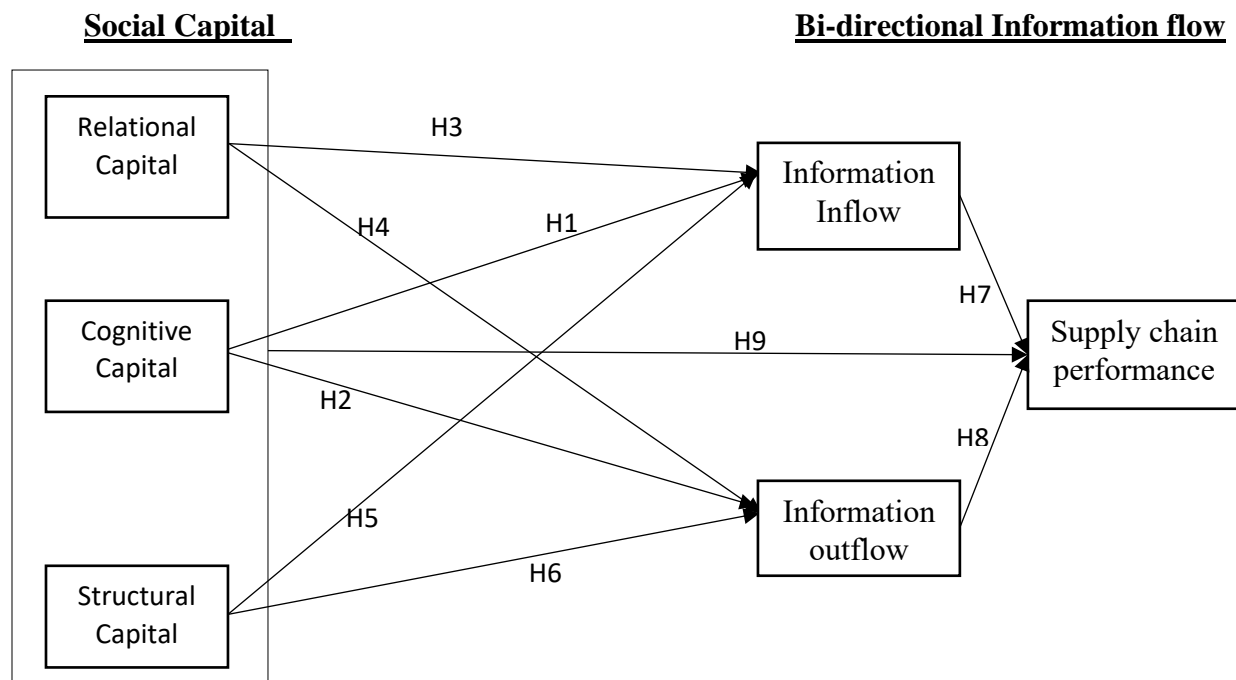 Social Capital
Bi-directional Information flow
Relational
Capital
H3
Information
Inflow
H4
H1
H7
Cognitive
Capital
H9
Supply chain
performance
H2
H8
Information
outflow
H5
H6
Structural
Capital